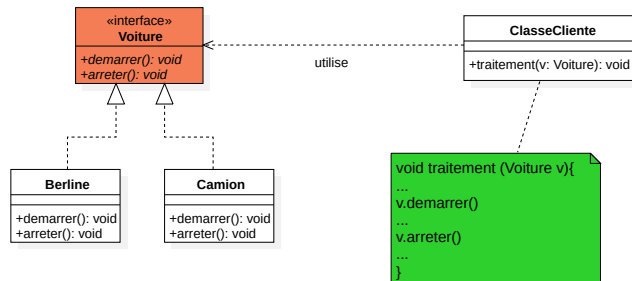 «interface»
Voiture
+demarrer(): void
+arreter(): void
utilise
ClasseCliente
+traitement(v: Voiture): void
Berline
+demarrer(): void
+arreter(): void
Camion
+demarrer(): void
+arreter(): void
void traitement (Voiture v){
...
v.demarrer()
...
v.arreter()
...
}